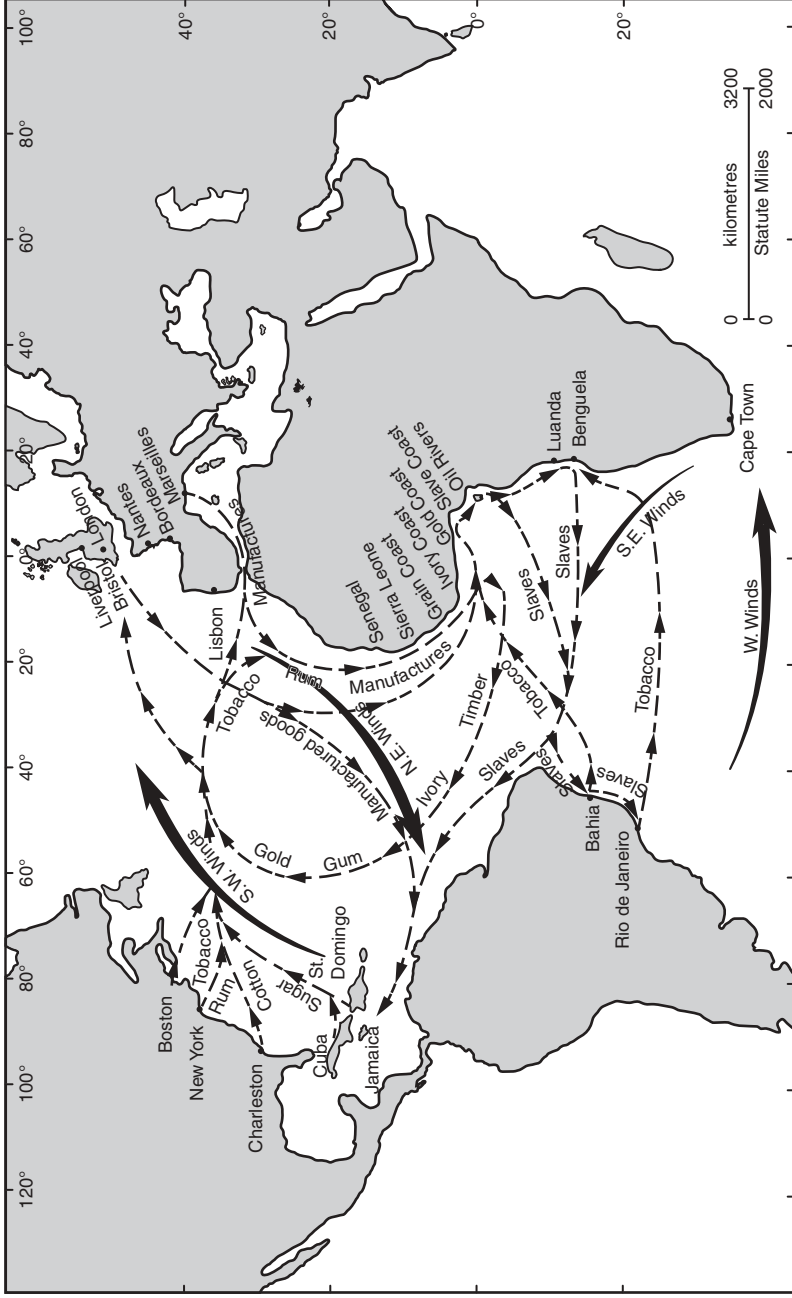 120°
100°
80°
60°
40°
20°
0°
20°
40°
60°
80°
100°
40°
20°
0°
20°
Boston
New York
Charleston
Cuba
Jamaica
St.
Domingo
Tobacco
Rum
Cotton
Sugar
S.W. Winds
Gold
Gum
Ivory
Timber
Manufactured goods
N.E. Winds
Tobacco
Rum
Manufactures
Manufactures
Liverpool
Bristol
London
Nantes
Bordeaux
Marseilles
Lisbon
Senegal
Sierra Leone
Grain Coast
Ivory Coast
Gold Coast
Slave Coast
Oil Rivers
Slaves
Slaves
Slaves
Slaves
Slaves
Tobacco
Tobacco
Bahia
Rio de Janeiro
Luanda
Benguela
Cape Town
S.E. Winds
W. Winds
0 kilometres 3200
0 Statute Miles 2000